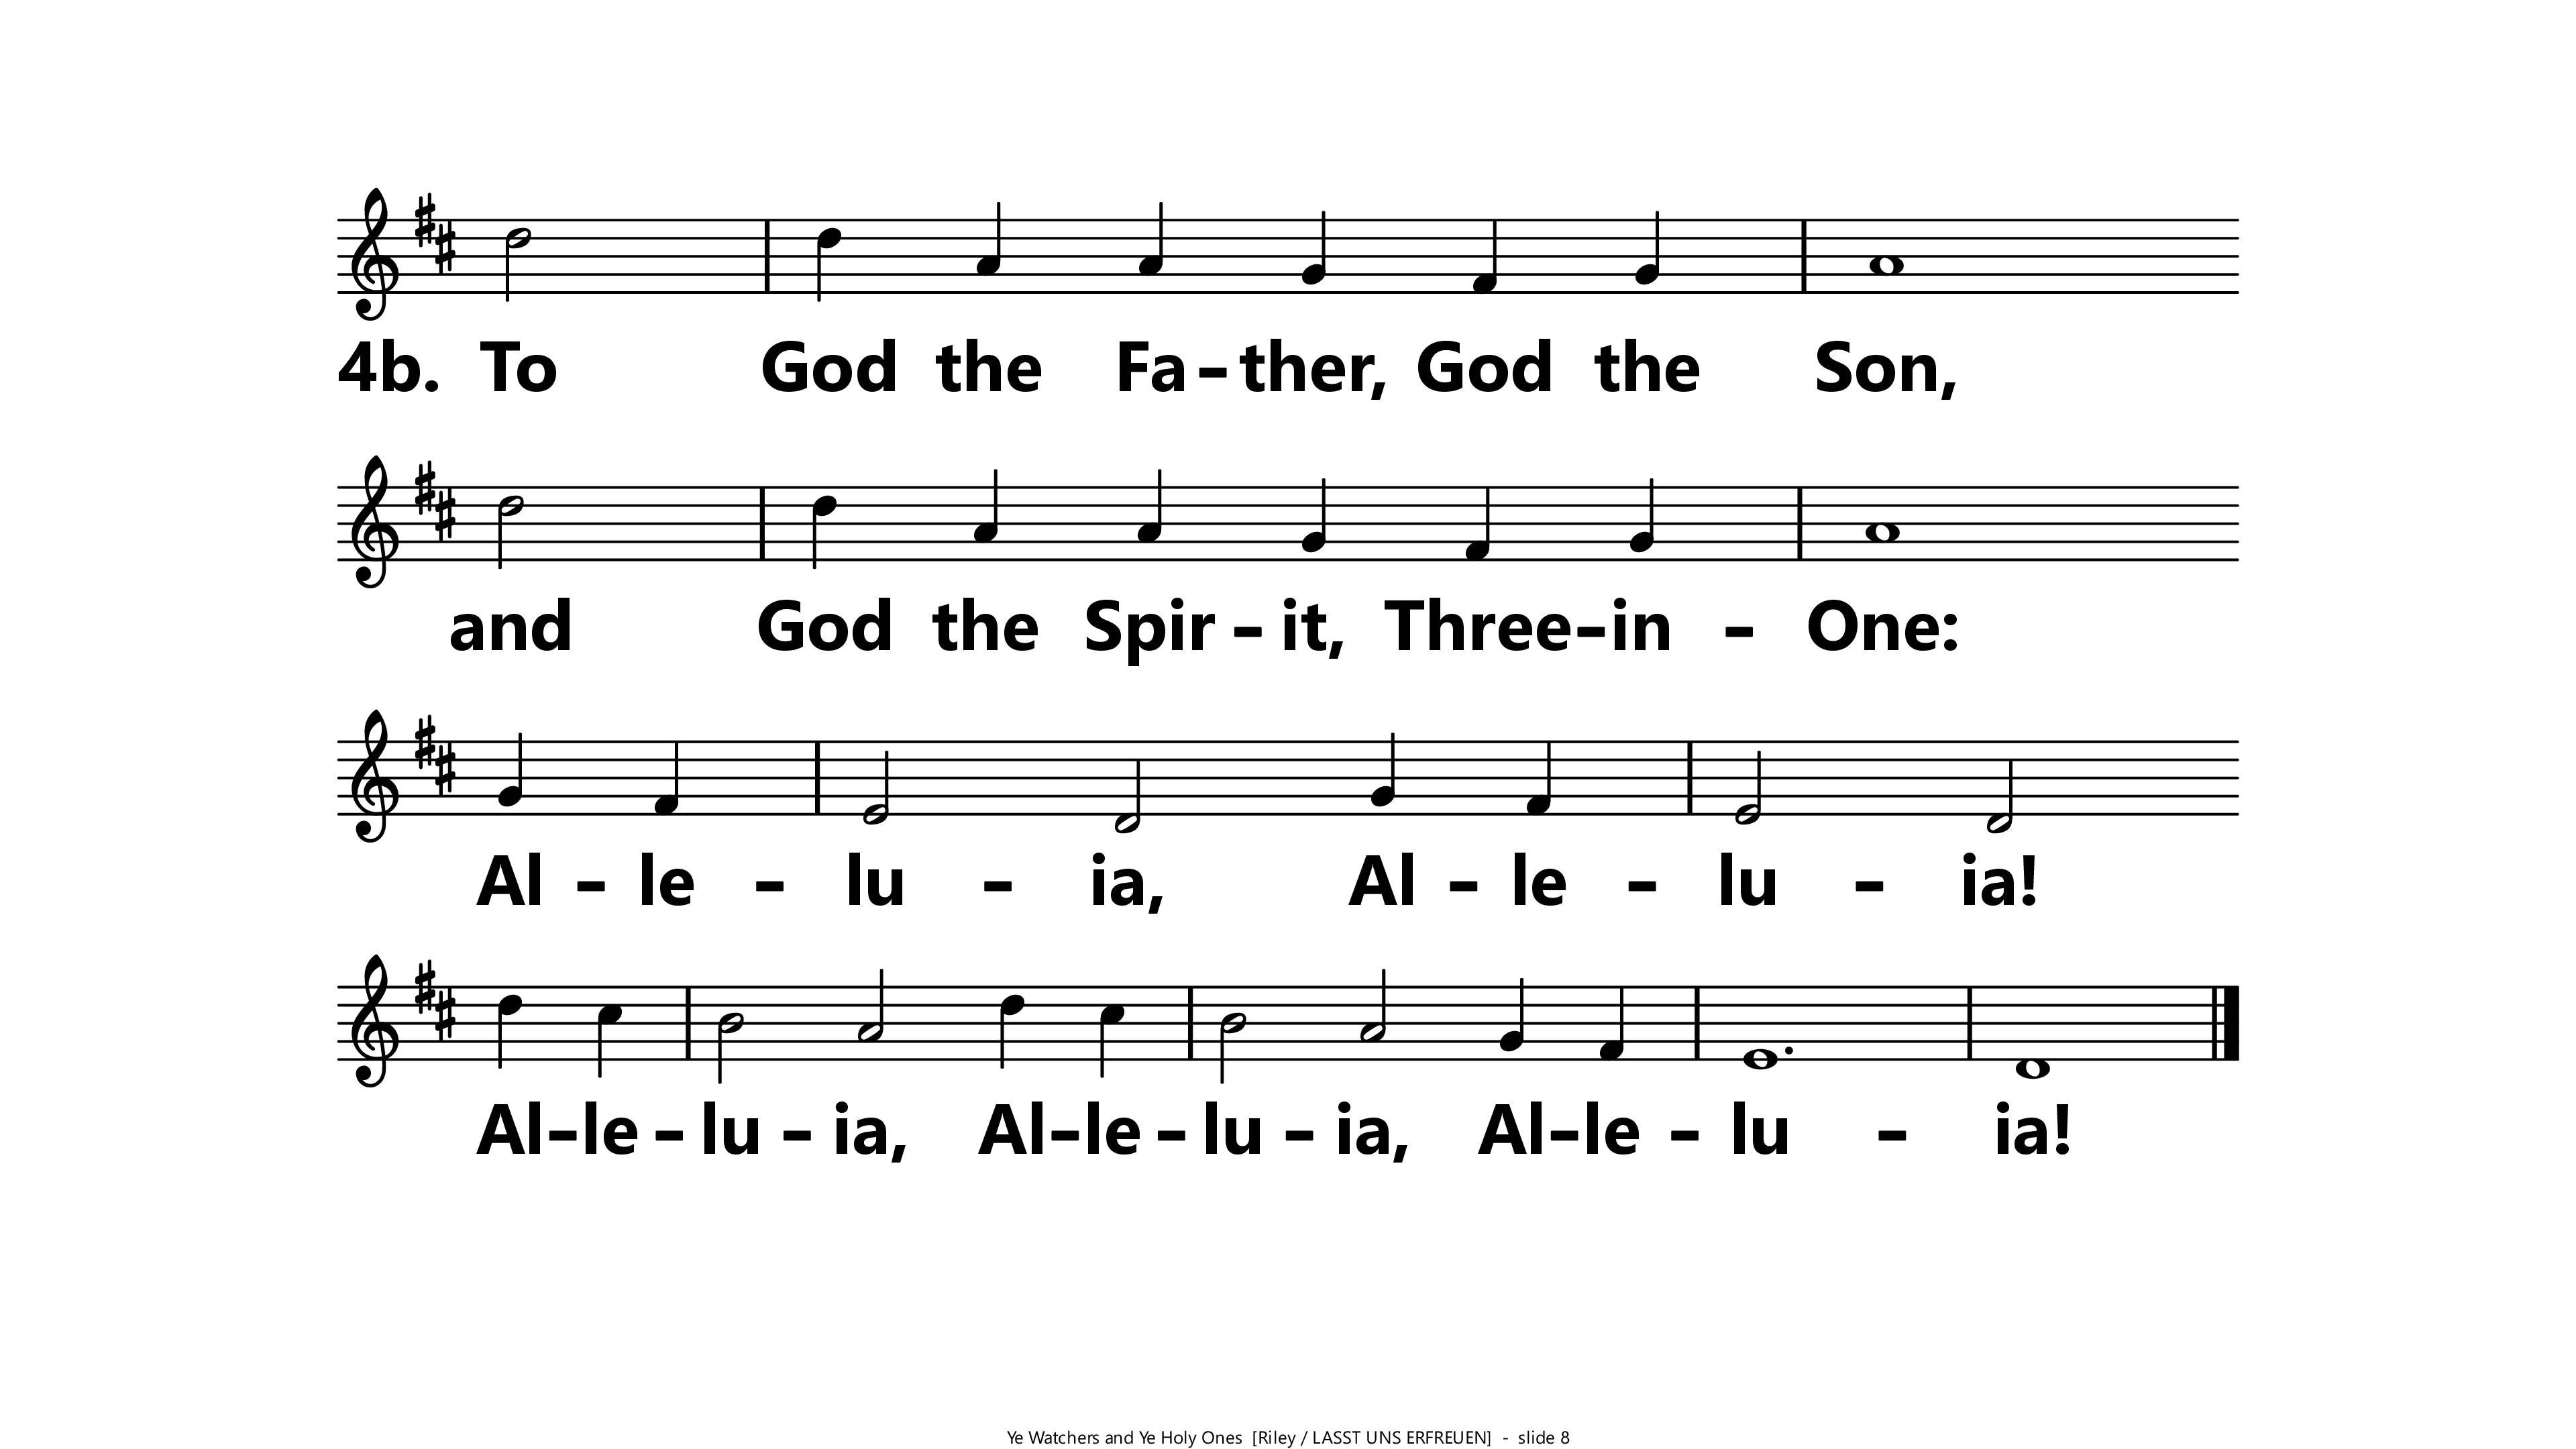 4b. To God the Fa - ther, God the Son,
and God the Spir - it, Three - in - One:
Al - le - lu - ia, Al - le - lu - ia!
Al - le - lu - ia, Al - le - lu - ia, Al - le - lu - ia!
Ye Watchers and Ye Holy Ones [Riley / LASST UNS ERFREUEN] - slide 8